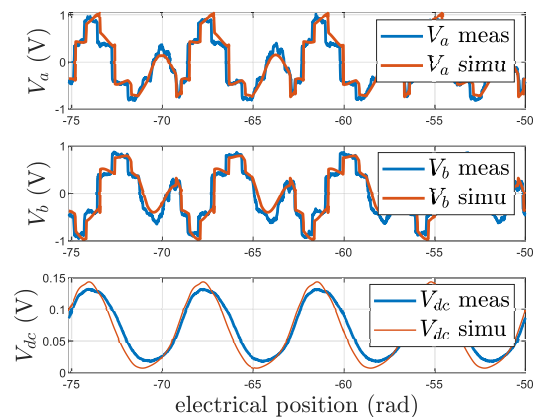 1
0
-1
V_a (V)
V_a meas
V_a simu
-75 -70 -65 -60 -55 -50
1
0
1
V_b (V)
V_b meas
V_b simu
-75 -70 -65 -60 -55 -50
0.15
0.1
0.05
0
V_dc (V)
V_dc meas
V_dc simu
-75 -70 -65 -60 -55 -50
electrical position (rad)